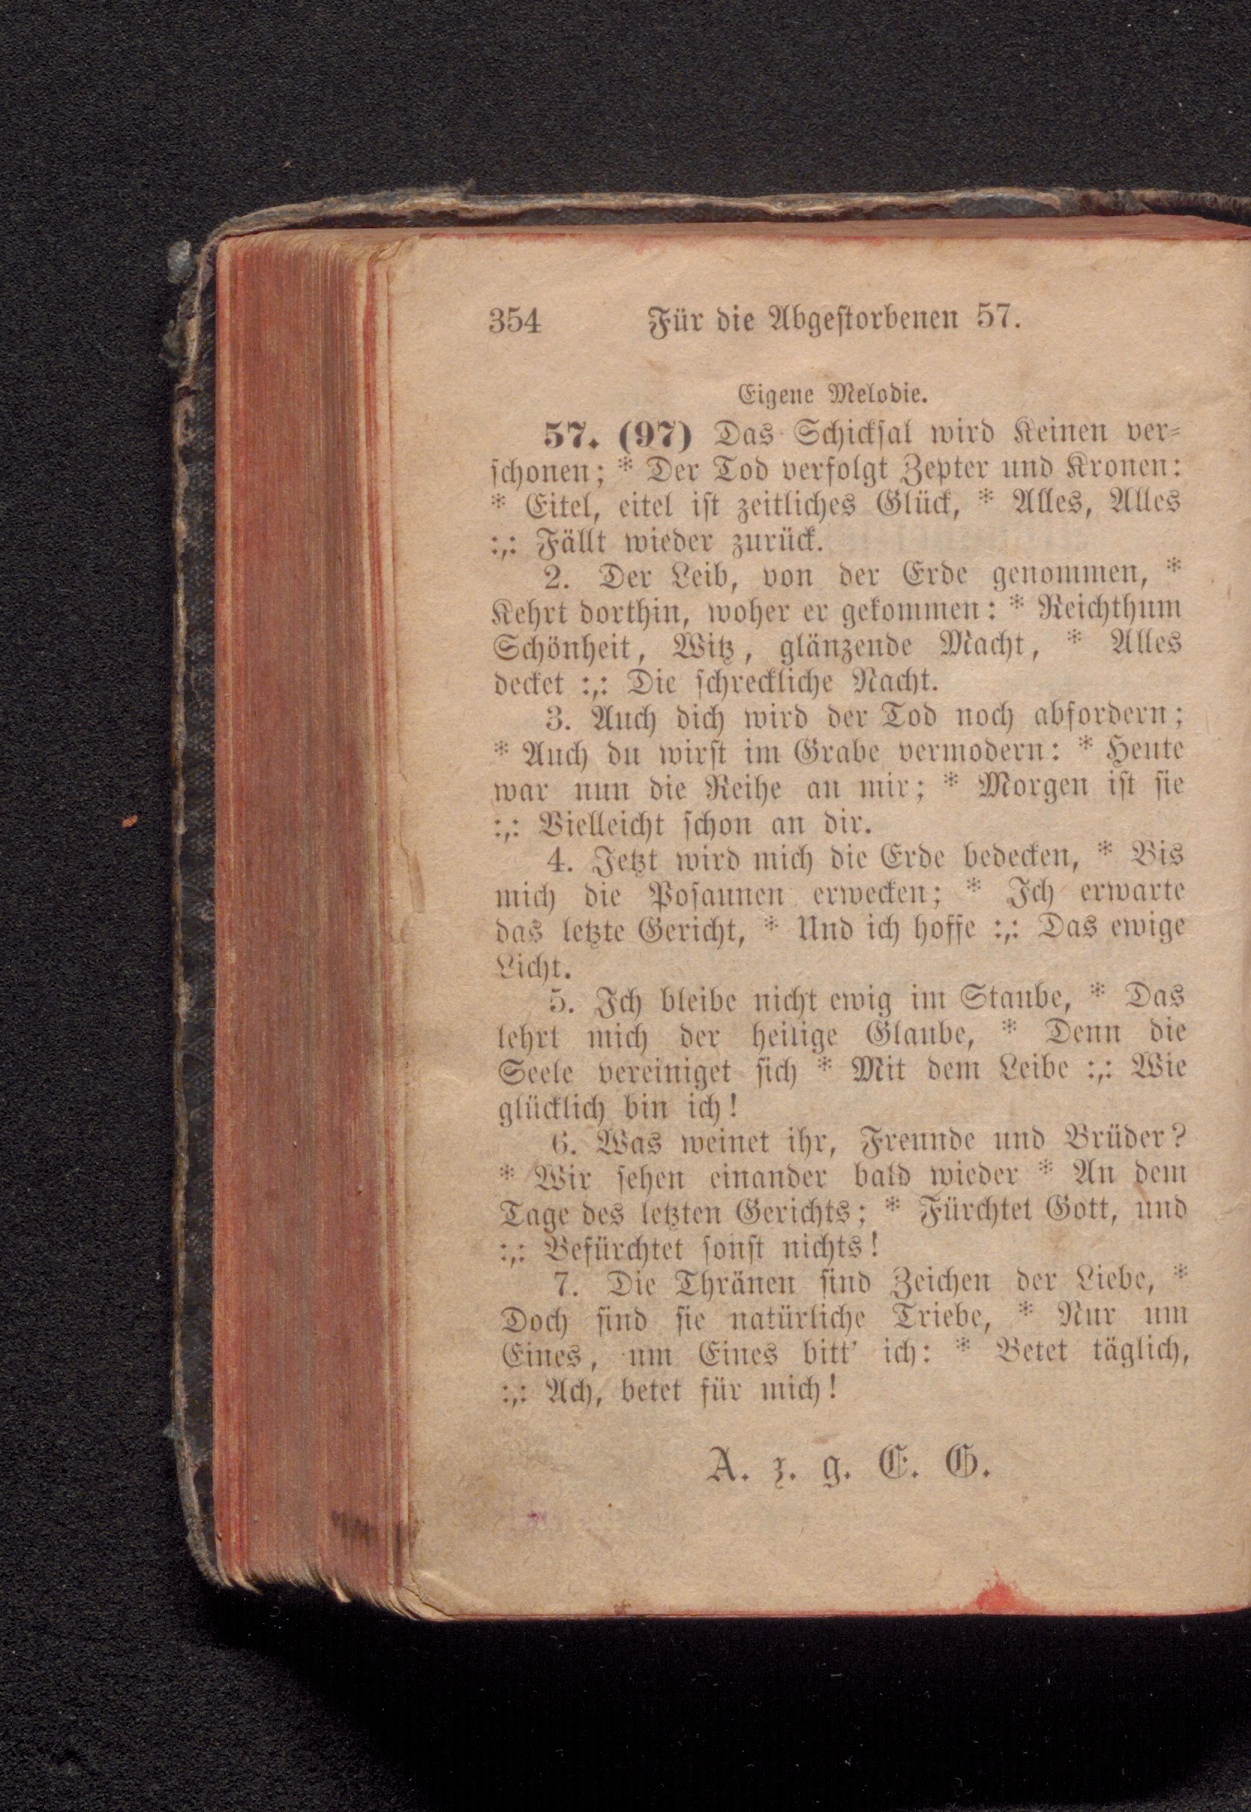 354 Für die Abgestorbenen 57.
Eigene Melodie.
57. (97) Das Schicksal wird Keinen ver-
schonen; * Der Tod verfolgt Zepter und Kronen:
* Eitel, eitel ist zeitliches Glück, * Alles, Alles
:,: Fällt wieder zurück.
2. Der Leib, von der Erde genommen, *
Kehrt dorthin, woher er gekommen: * Reichthum
Schönheit, Witz, glänzende Macht, * Alles
decket :,: Die schreckliche Nacht.
3. Auch dich wird der Tod noch abfordern;
* Auch du wirst im Grabe vermodern: * Heute
war nun die Reihe an mir; * Morgen ist sie
:,: Vielleicht schon an dir.
4. Jetzt wird mich die Erde bedecken, * Bis
mich die Posaunen erwecken; * Ich erwarte
das letzte Gericht, * Und ich hoffe :,: Das ewige
Licht.
5. Ich bleibe nicht ewig im Staube, * Das
lehrt mich der heilige Glaube, * Denn die
Seele vereiniget sich * Mit dem Leibe :,: Wie
glücklich bin ich!
6. Was weinet ihr, Freunde und Brüder?
* Wir sehen einander bald wieder * An dem
Tage des letzten Gerichts; * Fürchtet Gott, und
:,: Befürchtet sonst nichts!
7. Die Thränen sind Zeichen der Liebe, *
Doch sind sie natürliche Triebe, * Nur um
Eines, um Eines bitt' ich: * Betet täglich,
:,: Ach, betet für mich!
A. z. g. E. G.